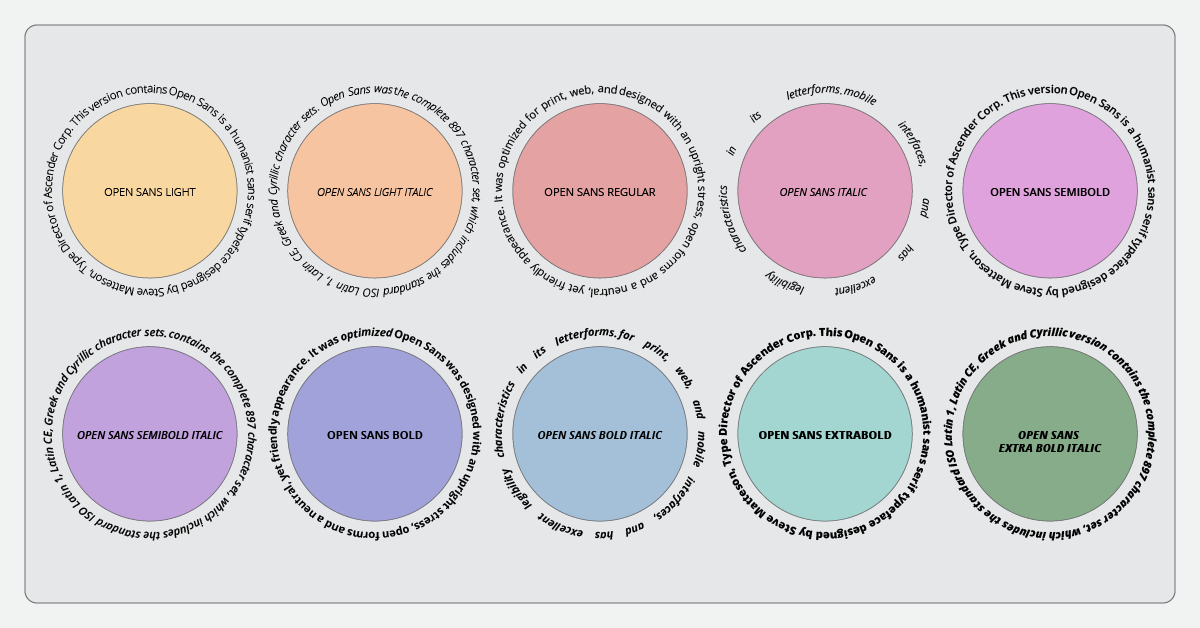 Open Sans is a humanist sans serif typeface designed by Steve Matteson, Type Director of Ascender Corp. This version contains
OPEN SANS LIGHT
was the complete 897 character set, which includes the standard ISO Latin 1, Latin CE, Greek and Cyrillic character sets. Open Sans
OPEN SANS LIGHT ITALIC
designed with an upright stress, open forms and a neutral, yet friendly appearance. It was optimized for print, web, and
OPEN SANS REGULAR
mobile interfaces, and has excellent legibility characteristics in its letterforms.
OPEN SANS ITALIC
Open Sans is a humanist sans serif typeface designed by Steve Matteson, Type Director of Ascender Corp. This version
OPEN SANS SEMIBOLD
contains the complete 897 character set, which includes the standard ISO Latin 1, Latin CE, Greek and Cyrillic character sets.
OPEN SANS SEMIBOLD ITALIC
Open Sans was designed with an upright stress, open forms and a neutral, yet friendly appearance. It was optimized
OPEN SANS BOLD
for print, web, and mobile interfaces, and has excellent legibility characteristics in its letterforms.
OPEN SANS BOLD ITALIC
Open Sans is a humanist sans serif typeface designed by Steve Matteson, Type Director of Ascender Corp. This
OPEN SANS EXTRABOLD
version contains the complete 897 character set, which includes the standard ISO Latin 1, Latin CE, Greek and Cyrillic
OPEN SANS
EXTRA BOLD ITALIC